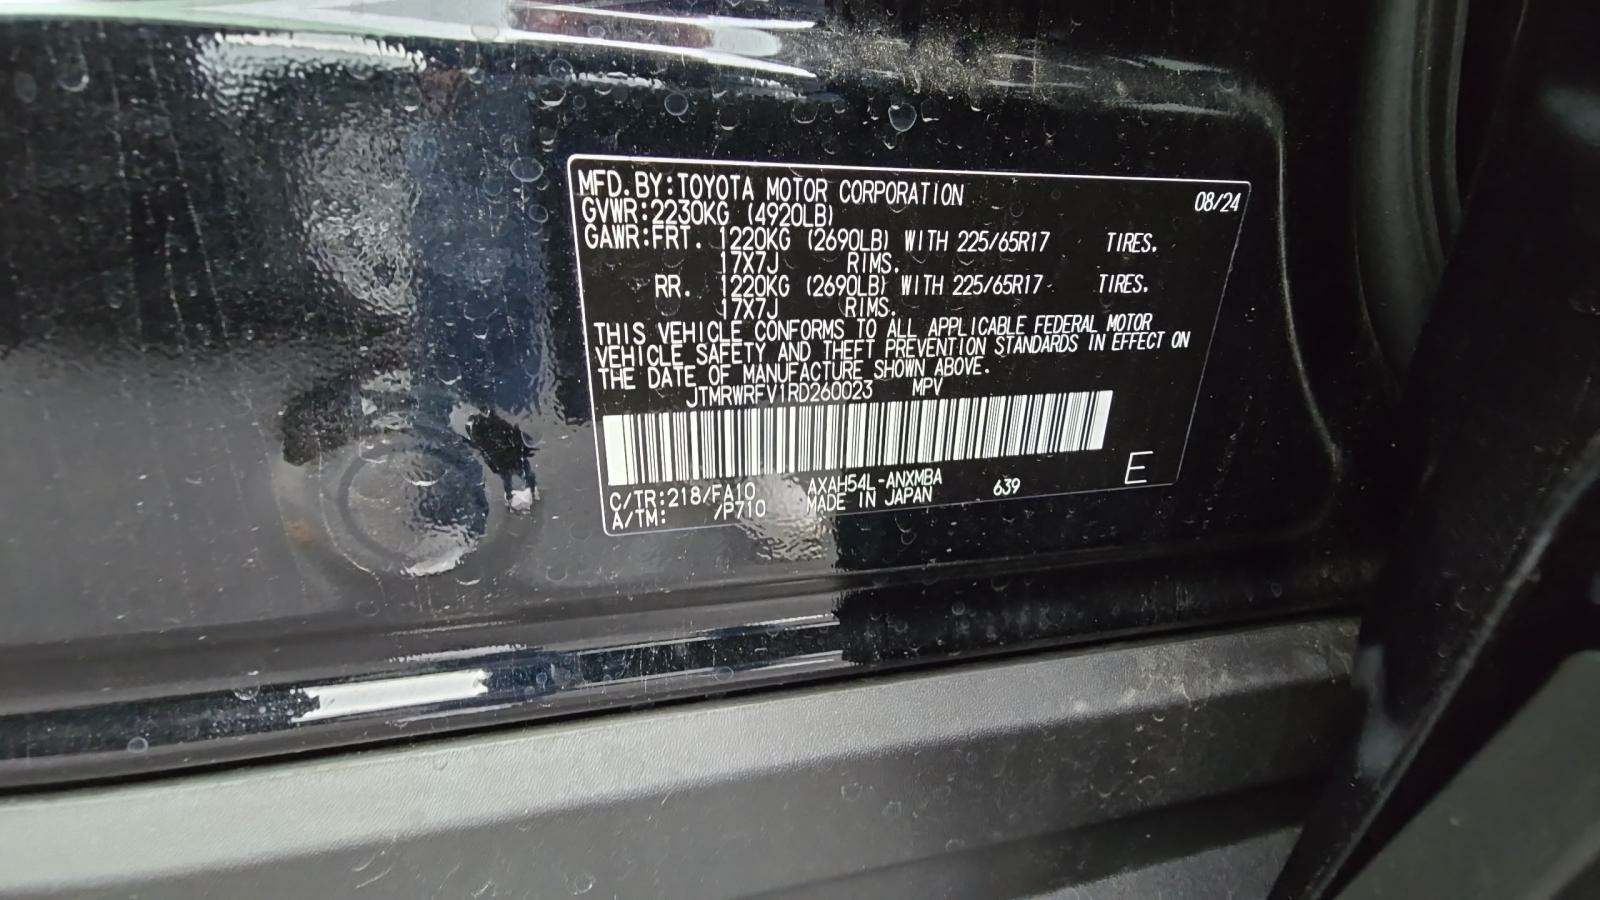 MFD. BY: TOYOTA MOTOR CORPORATION 08/24
GVWR: 2230KG (4920LB)
GAWR: FRT. 1220KG (2690LB) WITH 225/65R17 TIRES.
17X7J RIMS.
RR. 1220KG (2690LB) WITH 225/65R17 TIRES.
17X7J RIMS.
THIS VEHICLE CONFORMS TO ALL APPLICABLE FEDERAL MOTOR
VEHICLE SAFETY AND THEFT PREVENTION STANDARDS IN EFFECT ON
THE DATE OF MANUFACTURE SHOWN ABOVE.
JTMRWRFV1RD260023 MPV
C/TR:218/FA10 AXAH54L-ANXMBA 639 E
A/TM: /P710 MADE IN JAPAN